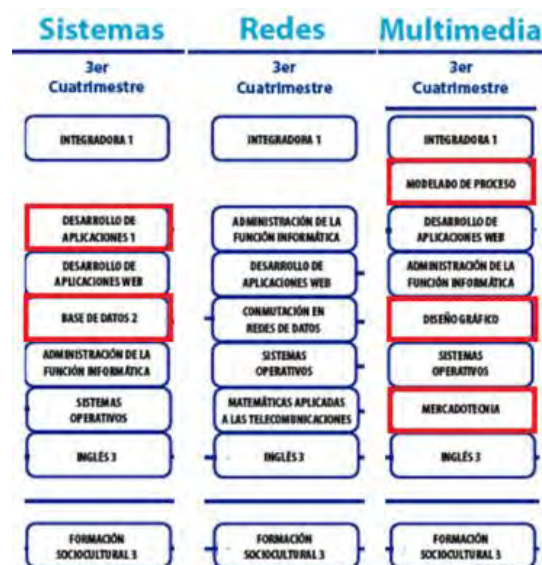 Sistemas
3er
Cuatrimestre
INTEGRADORA 1
DESARROLLO DE
APLICACIONES 1
DESARROLLO DE
APLICACIONES WEB
BASE DE DATOS 2
ADMINISTRACIÓN DE LA
FUNCIÓN INFORMÁTICA
SISTEMAS
OPERATIVOS
INGLÉS 3
FORMACIÓN
SOCIOCULTURAL 3
Redes
3er
Cuatrimestre
INTEGRADORA 1
ADMINISTRACIÓN DE LA
FUNCIÓN INFORMÁTICA
DESARROLLO DE
APLICACIONES WEB
CONMUTACIÓN EN
REDES DE DATOS
SISTEMAS
OPERATIVOS
MATEMÁTICAS APLICADAS
A LAS TELECOMUNICACIONES
INGLÉS 3
FORMACIÓN
SOCIOCULTURAL 3
Multimedia
3er
Cuatrimestre
INTEGRADORA 1
MODELADO DE PROCESO
DESARROLLO DE
APLICACIONES WEB
ADMINISTRACIÓN DE LA
FUNCIÓN INFORMÁTICA
DISEÑO GRÁFICO
SISTEMAS
OPERATIVOS
MERCADOTECNIA
INGLÉS 3
FORMACIÓN
SOCIOCULTURAL 3